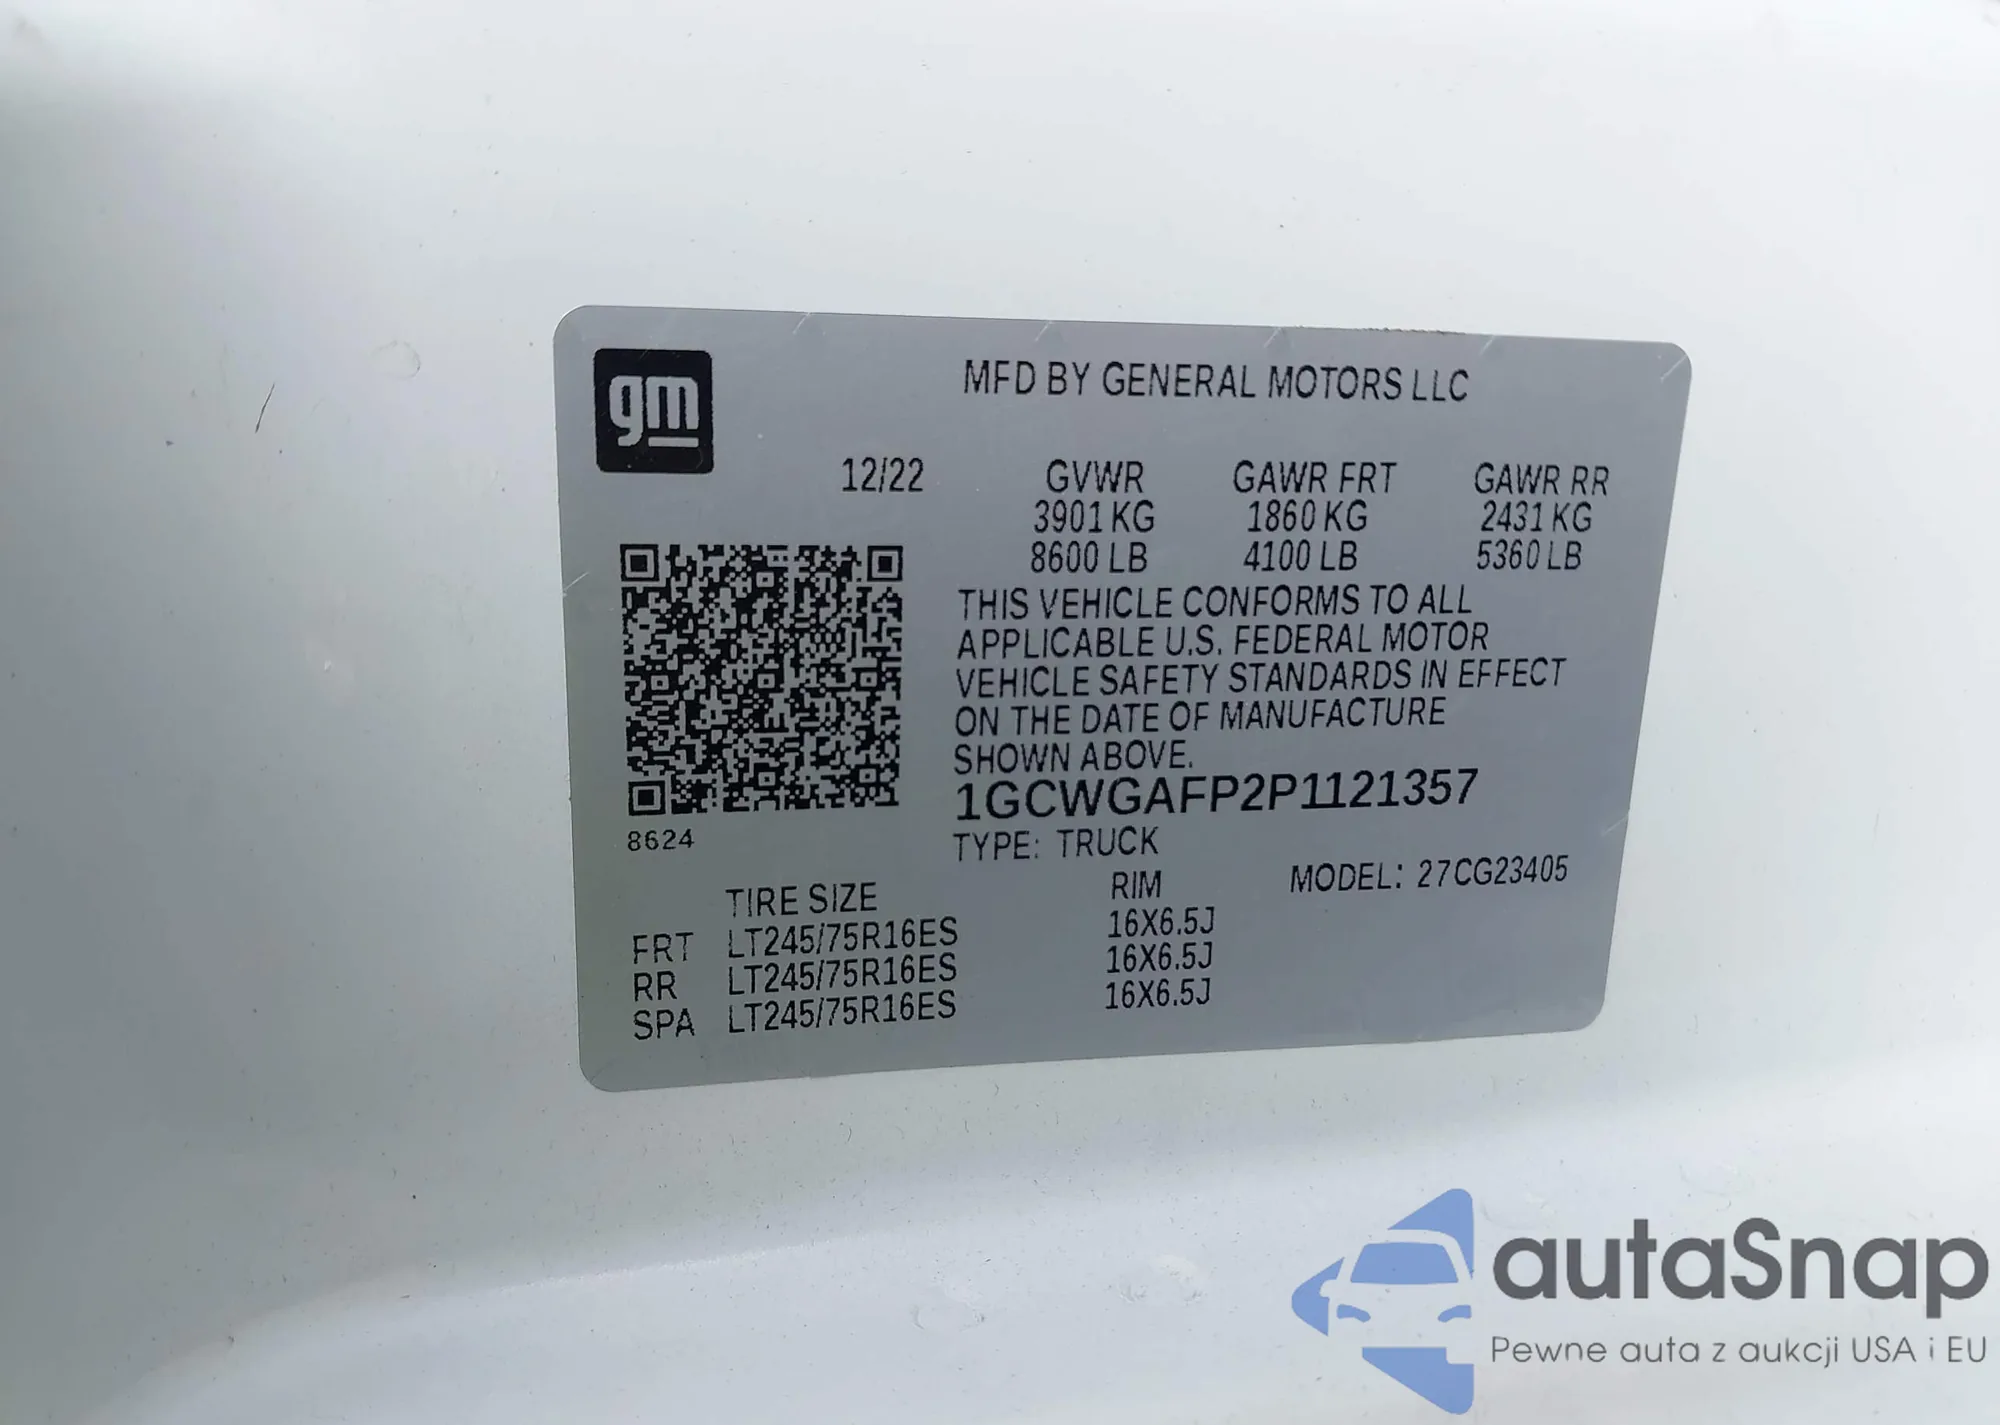 gm
MFD BY GENERAL MOTORS LLC
12/22 GVWR GAWR FRT GAWR RR
3901 KG 1860 KG 2431 KG
8600 LB 4100 LB 5360 LB
THIS VEHICLE CONFORMS TO ALL
APPLICABLE U.S. FEDERAL MOTOR
VEHICLE SAFETY STANDARDS IN EFFECT
ON THE DATE OF MANUFACTURE
SHOWN ABOVE.
1GCWGAFP2P1121357
8624
TYPE: TRUCK
MODEL: 27CG23405
TIRE SIZE RIM
FRT LT245/75R16ES 16X6.5J
RR LT245/75R16ES 16X6.5J
SPA LT245/75R16ES 16X6.5J
autaSnap
Pewne auta z aukcji USA i EU